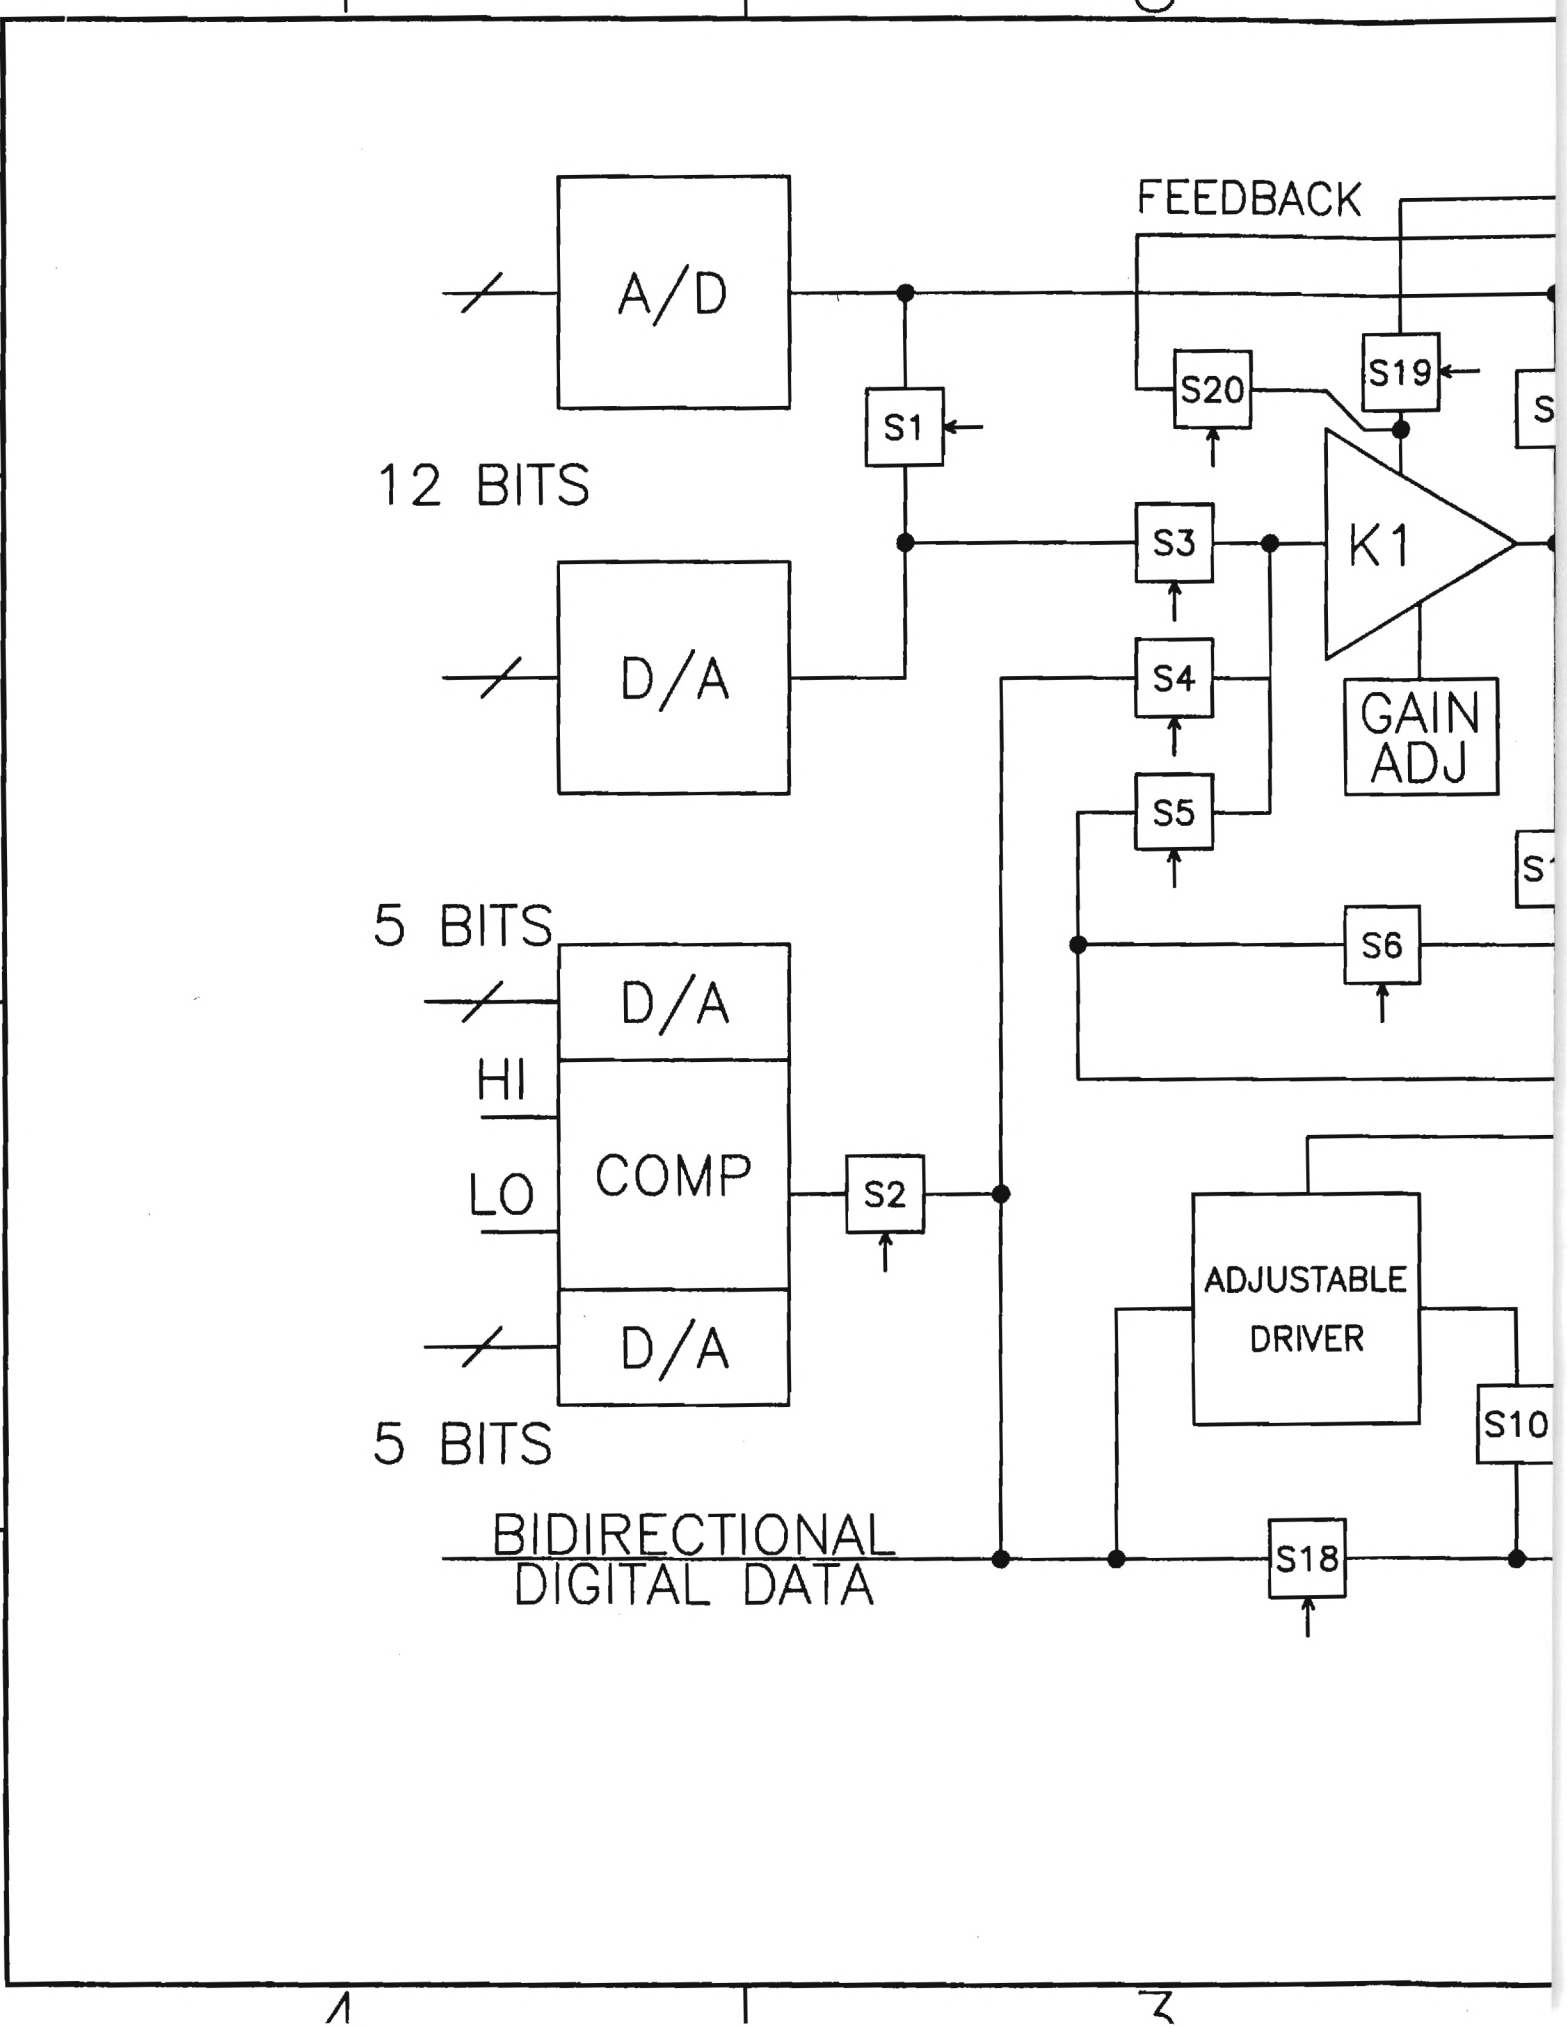 FEEDBACK
A/D
S19
S20
S1
12 BITS
S3
K1
D/A
S4
GAIN
ADJ
S5
5 BITS
S6
D/A
HI
COMP
LO
S2
ADJUSTABLE
DRIVER
D/A
S10
5 BITS
BIDIRECTIONAL
DIGITAL DATA
S18